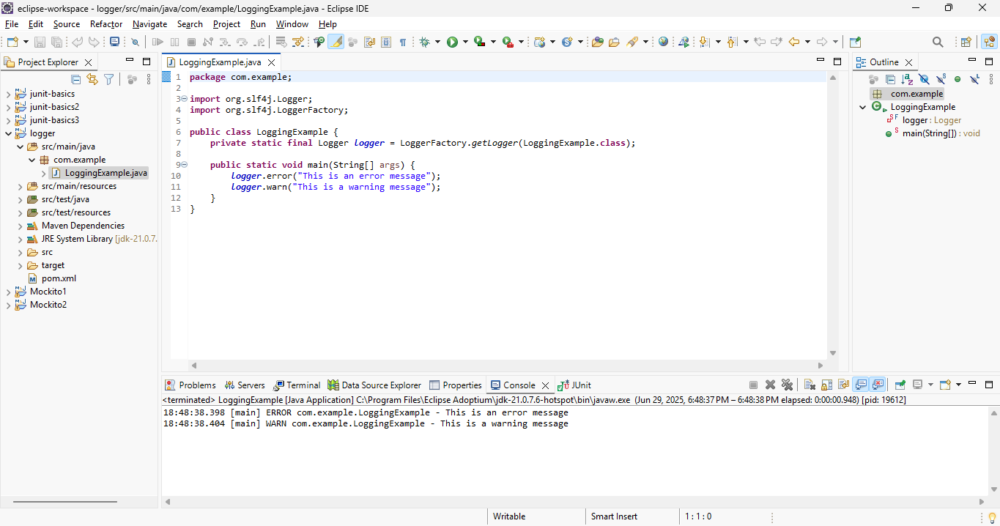 eclipse-workspace - logger/src/main/java/com/example/LoggingExample.java - Eclipse IDE
File Edit Source Refactor Navigate Search Project Run Window Help
Project Explorer
junit-basics
junit-basics2
junit-basics3
logger
src/main/java
com.example
LoggingExample.java
src/main/resources
src/test/java
src/test/resources
Maven Dependencies
JRE System Library [jdk-21.0.7.
src
target
pom.xml
Mockito1
Mockito2
LoggingExample.java
1 package com.example;
2
3 import org.slf4j.Logger;
4 import org.slf4j.LoggerFactory;
5
6 public class LoggingExample {
7 private static final Logger logger = LoggerFactory.getLogger(LoggingExample.class);
8
9 public static void main(String[] args) {
10 logger.error("This is an error message");
11 logger.warn("This is a warning message");
12 }
13 }
Outline
com.example
LoggingExample
logger : Logger
main(String[]) : void
Problems Servers Terminal Data Source Explorer Properties Console JUnit
<terminated> LoggingExample [Java Application] C:\Program Files\Eclipse Adoptium\jdk-21.0.7.6-hotspot\bin\javaw.exe (Jun 29, 2025, 6:48:37 PM – 6:48:38 PM elapsed: 0:00:00.948) [pid: 19612]
18:48:38.398 [main] ERROR com.example.LoggingExample - This is an error message
18:48:38.404 [main] WARN com.example.LoggingExample - This is a warning message
Writable Smart Insert 1 : 1 : 0